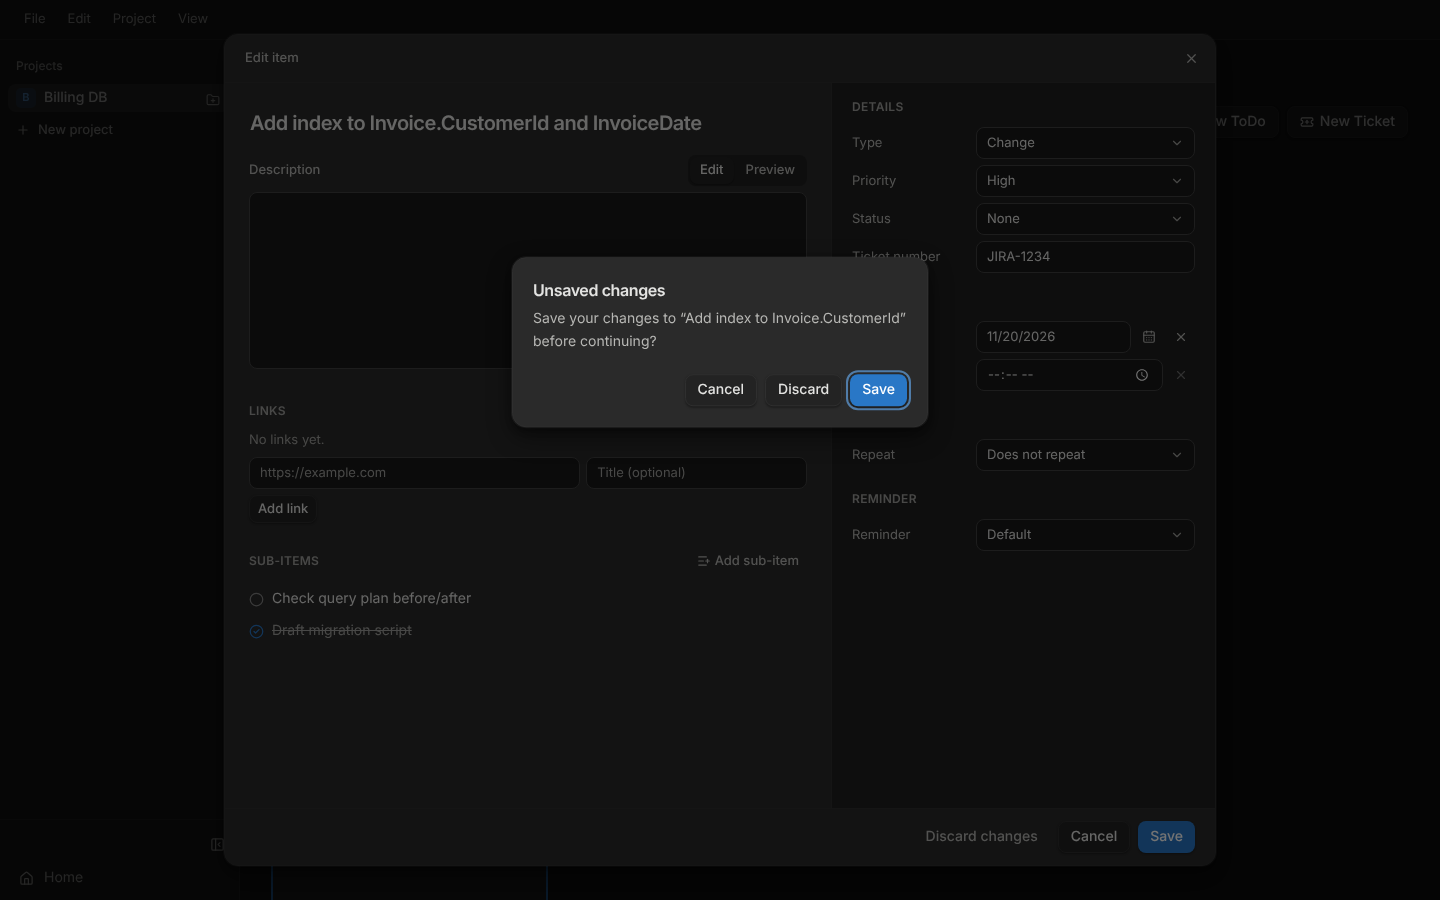 File Edit Project View
Edit item
Projects
B Billing DB
New project
w ToDo
New Ticket
Add index to Invoice.CustomerId and InvoiceDate
Description
Edit Preview
DETAILS
Type Change
Priority High
Status None
Ticket number JIRA-1234
Unsaved changes
Save your changes to “Add index to Invoice.CustomerId”
before continuing?
Cancel Discard Save
11/20/2026
--:-- --
LINKS
No links yet.
https://example.com Title (optional)
Add link
Repeat Does not repeat
REMINDER
Reminder Default
SUB-ITEMS
Add sub-item
Check query plan before/after
Draft migration script
Discard changes Cancel Save
Home